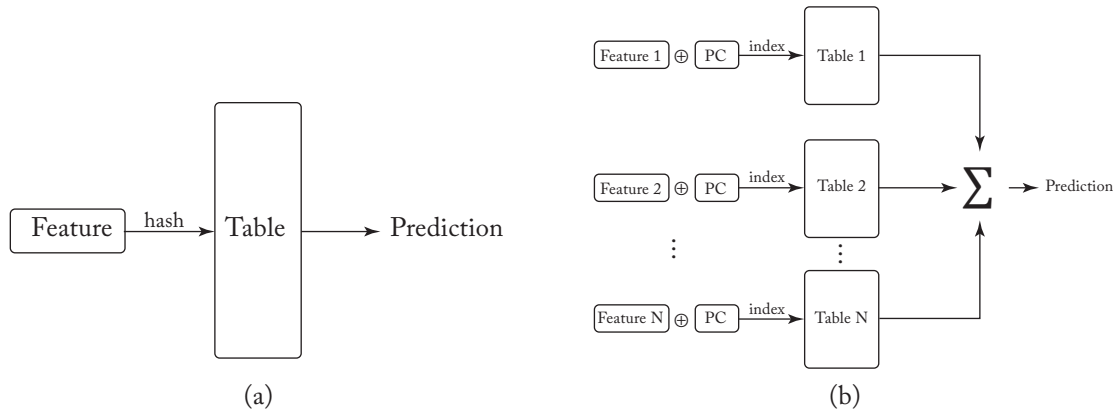 Feature
hash
Table
Prediction
(a)
Feature 1 ⊕ PC index Table 1
Feature 2 ⊕ PC index Table 2
∑ Prediction
⋮ ⋮
Feature N ⊕ PC index Table N
(b)